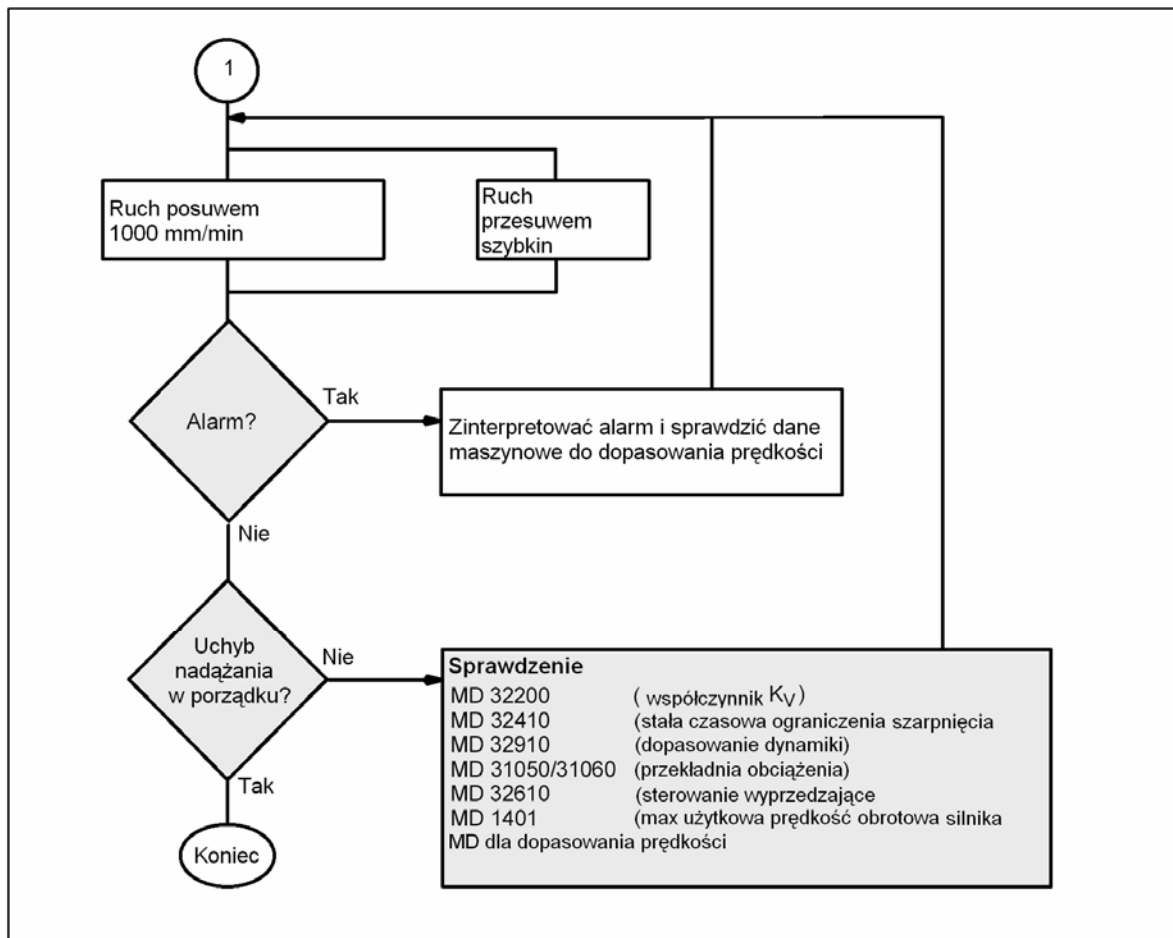 1
Ruch posuwem
1000 mm/min
Ruch
przesuwem
szybkin
Alarm?
Tak
Zinterpretować alarm i sprawdzić dane
maszynowe do dopasowania prędkości
Nie
Uchyb
nadążania
w porządku?
Nie
Sprawdzenie
MD 32200 ( współczynnik KV)
MD 32410 (stała czasowa ograniczenia szarpnięcia
MD 32910 (dopasowanie dynamiki)
MD 31050/31060 (przekładnia obciążenia)
MD 32610 (sterowanie wyprzedzające
MD 1401 (max użytkowa prędkość obrotowa silnika
MD dla dopasowania prędkości
Tak
Koniec